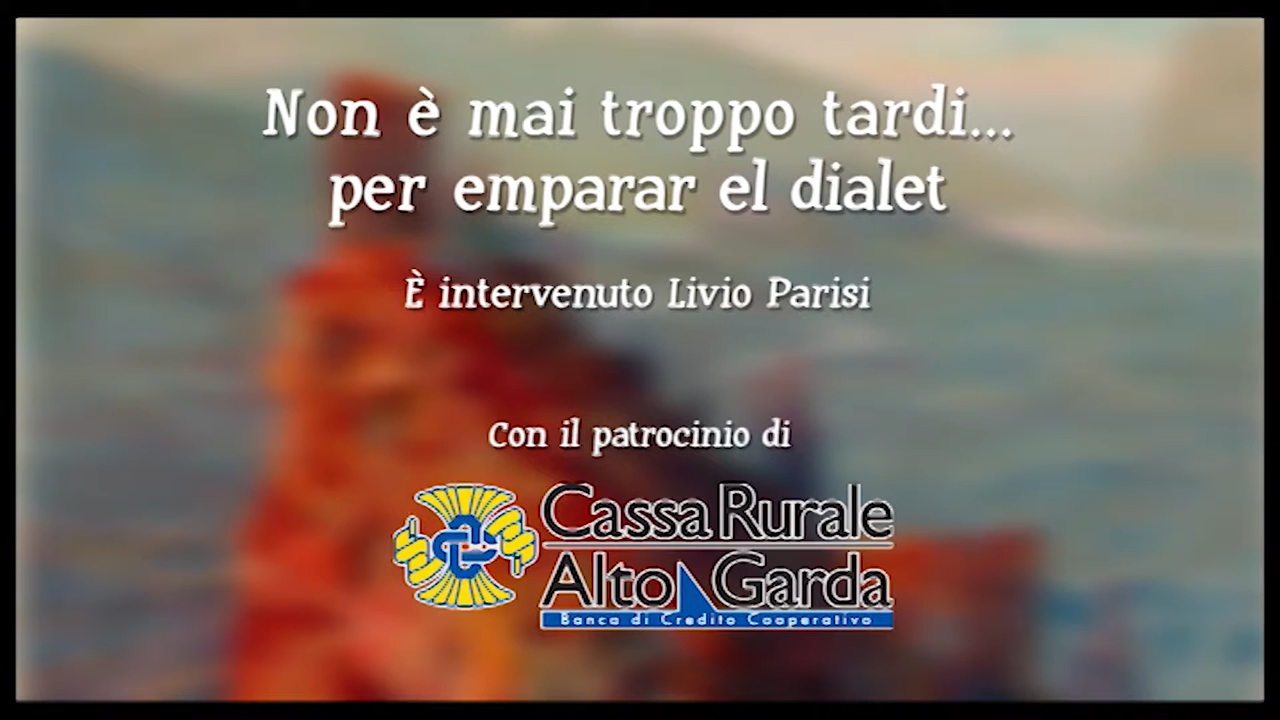 Non è mai troppo tardi...
per emparar el dialet
È intervenuto Livio Parisi
Con il patrocinio di
Cassa Rurale
Alto Garda
Banca di Credito Cooperativo